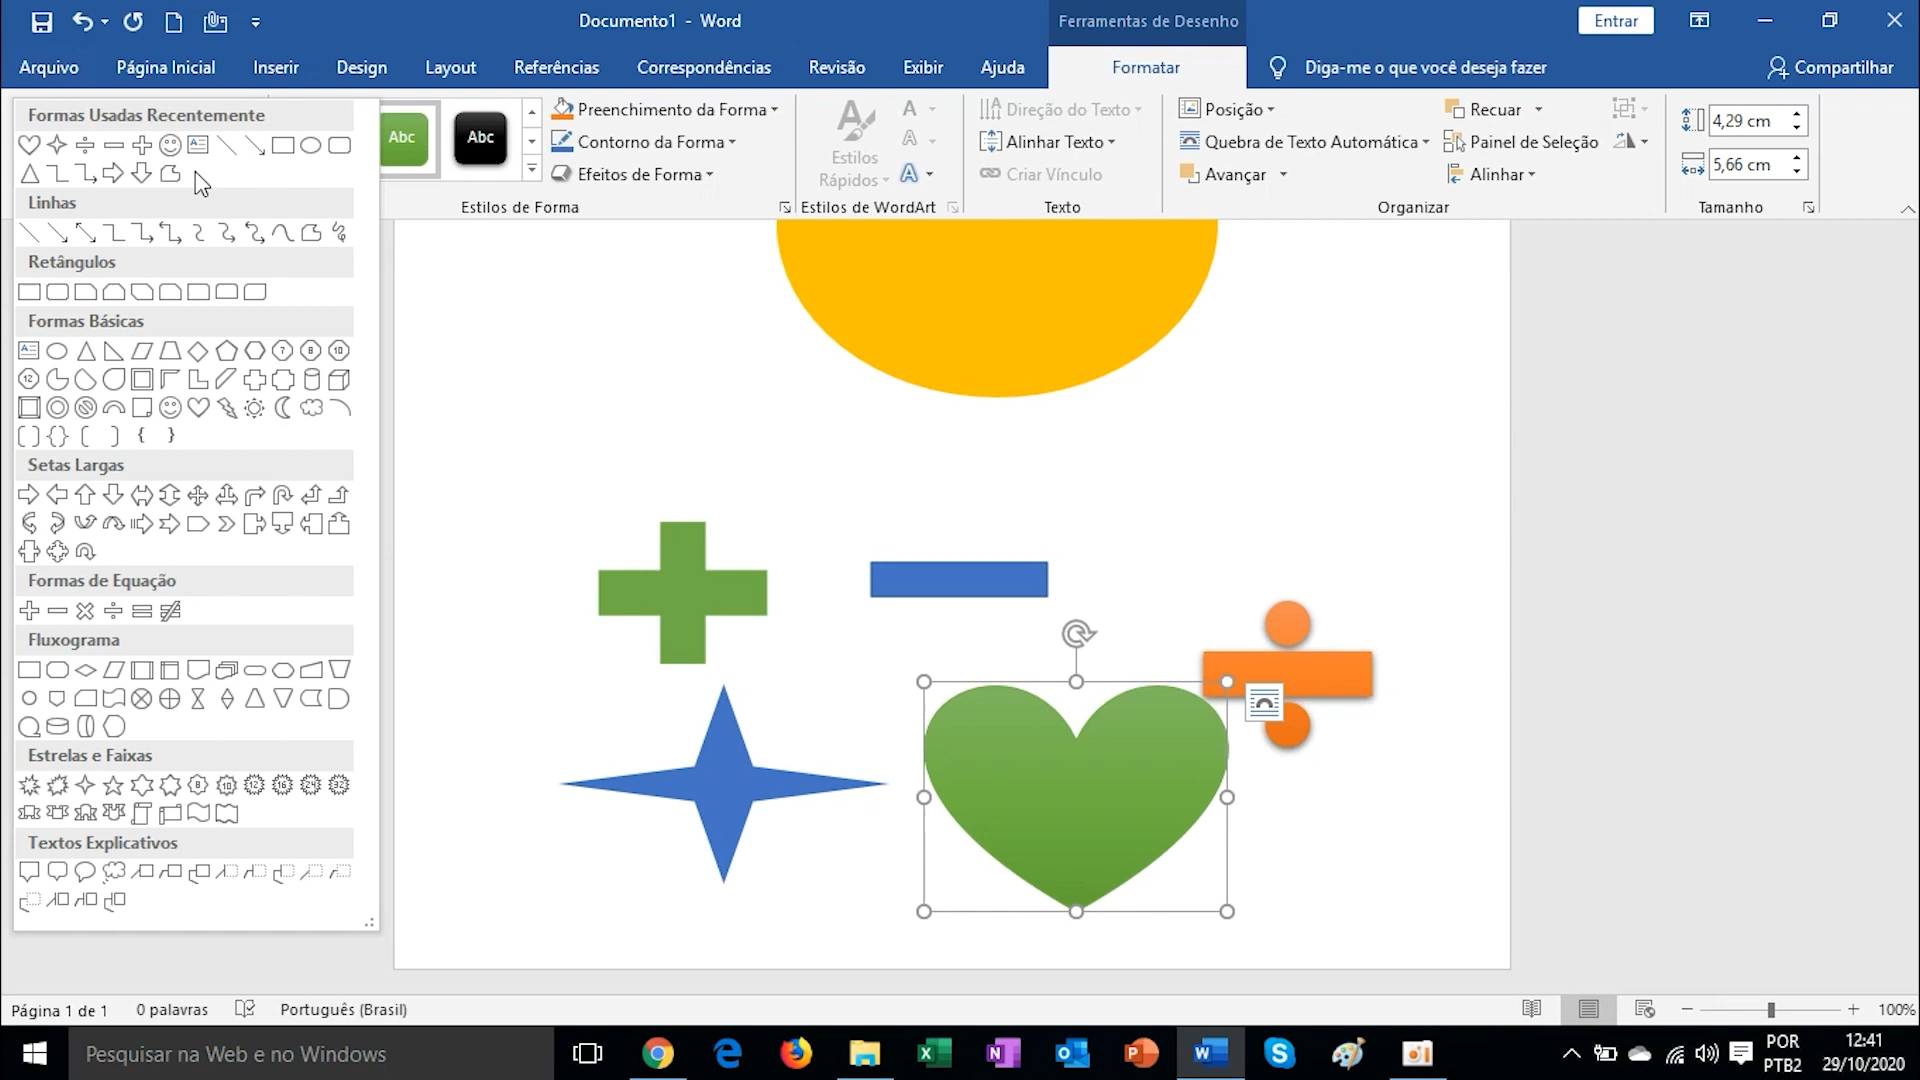 Documento1 - Word
Ferramentas de Desenho
Entrar
Arquivo
Página Inicial
Inserir
Design
Layout
Referências
Correspondências
Revisão
Exibir
Ajuda
Formatar
Diga-me o que você deseja fazer
Compartilhar
Formas Usadas Recentemente
Linhas
Retângulos
Formas Básicas
Setas Largas
Formas de Equação
Fluxograma
Estrelas e Faixas
Textos Explicativos
Abc
Abc
Preenchimento da Forma
Contorno da Forma
Efeitos de Forma
Estilos de Forma
Estilos
Rápidos
Estilos de WordArt
Direção do Texto
Alinhar Texto
Criar Vínculo
Texto
Posição
Quebra de Texto Automática
Avançar
Recuar
Painel de Seleção
Alinhar
Organizar
4,29 cm
5,66 cm
Tamanho
Página 1 de 1
0 palavras
Português (Brasil)
100%
Pesquisar na Web e no Windows
POR
PTB2
12:41
29/10/2020